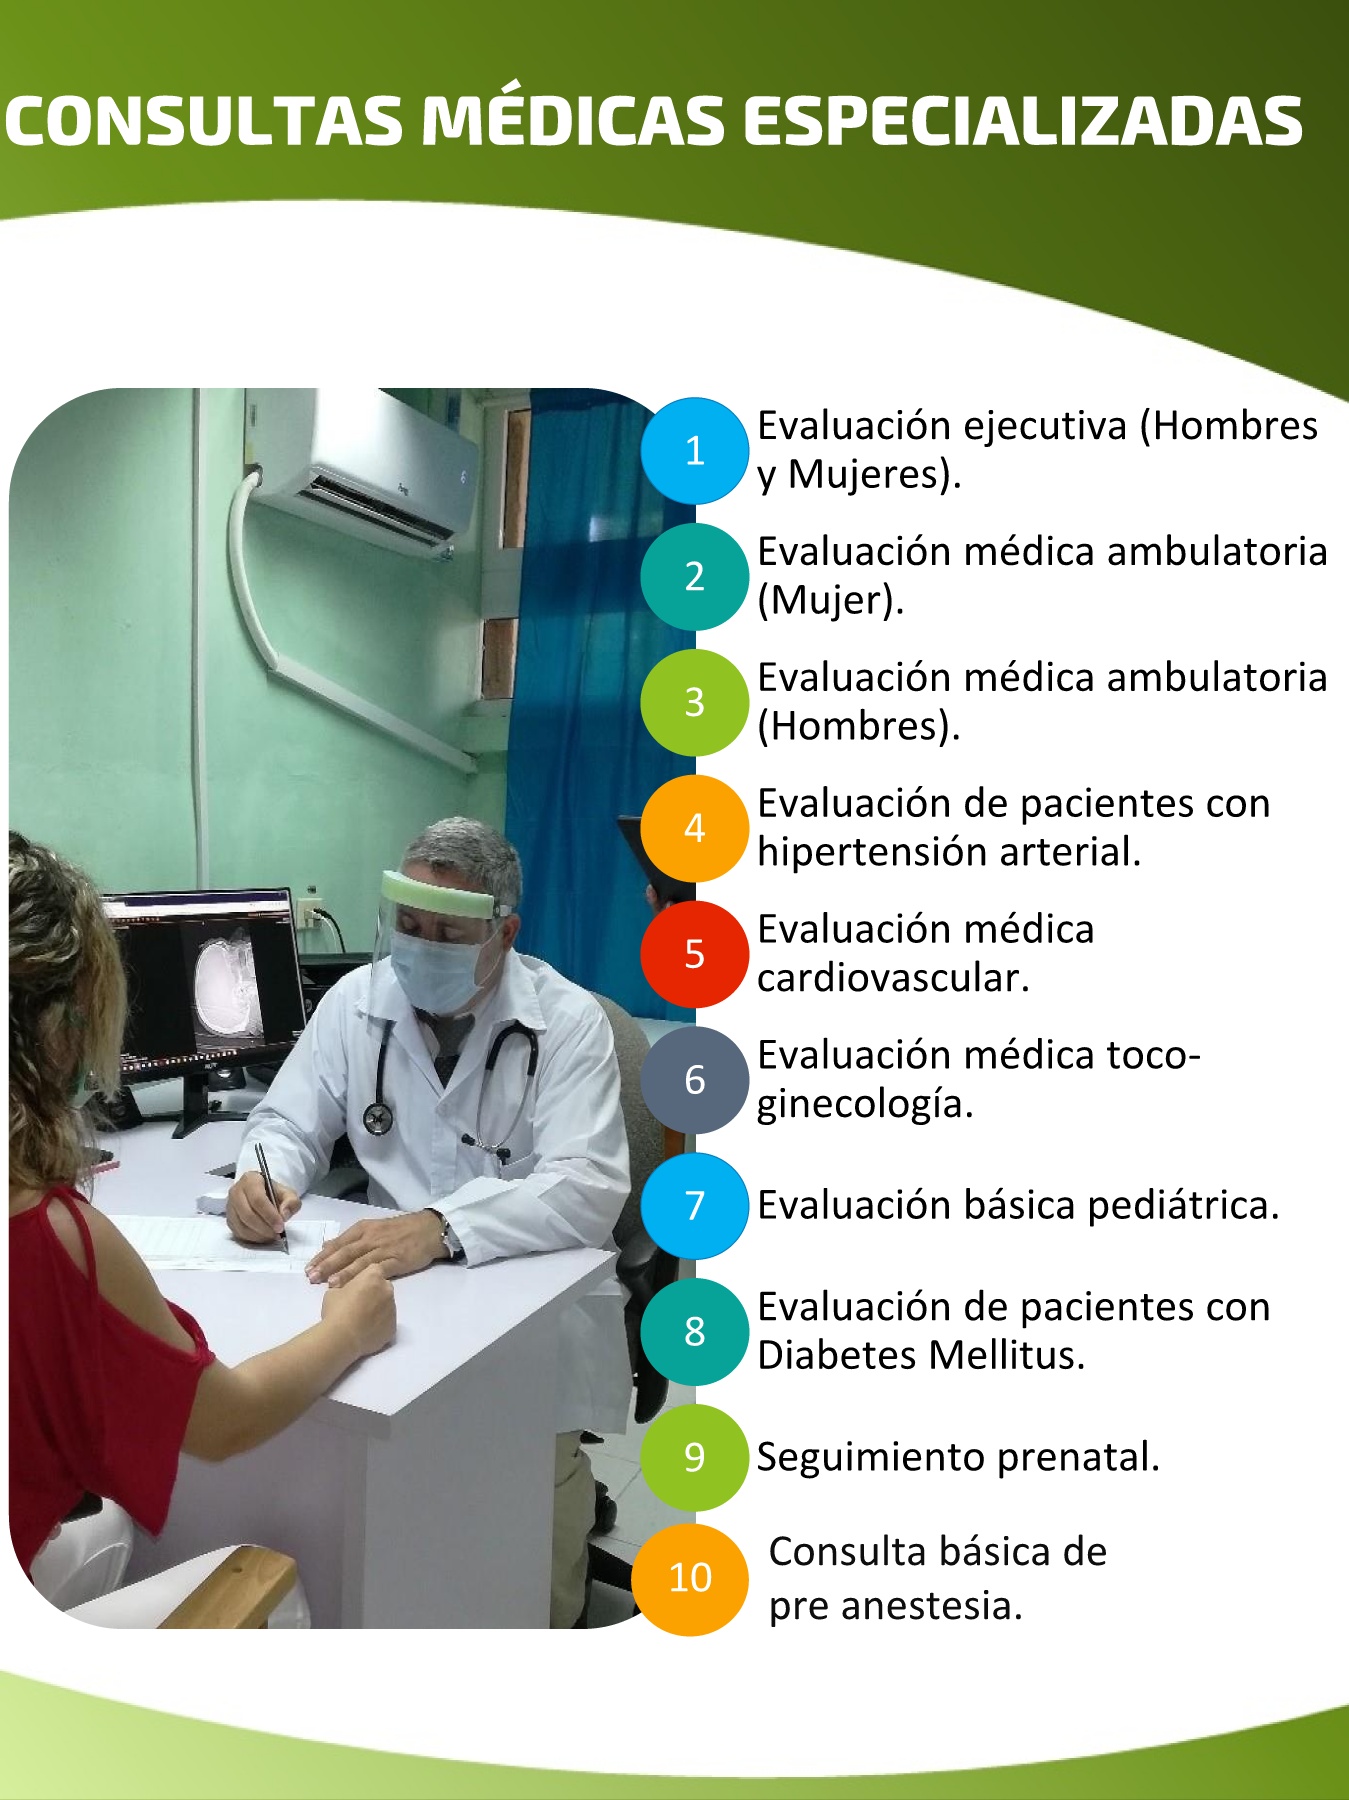 CONSULTAS MÉDICAS ESPECIALIZADAS
1
Evaluación ejecutiva (Hombres
y Mujeres).
2
Evaluación médica ambulatoria
(Mujer).
3
Evaluación médica ambulatoria
(Hombres).
4
Evaluación de pacientes con
hipertensión arterial.
5
Evaluación médica
cardiovascular.
6
Evaluación médica toco-
ginecología.
7
Evaluación básica pediátrica.
8
Evaluación de pacientes con
Diabetes Mellitus.
9
Seguimiento prenatal.
10
Consulta básica de
pre anestesia.